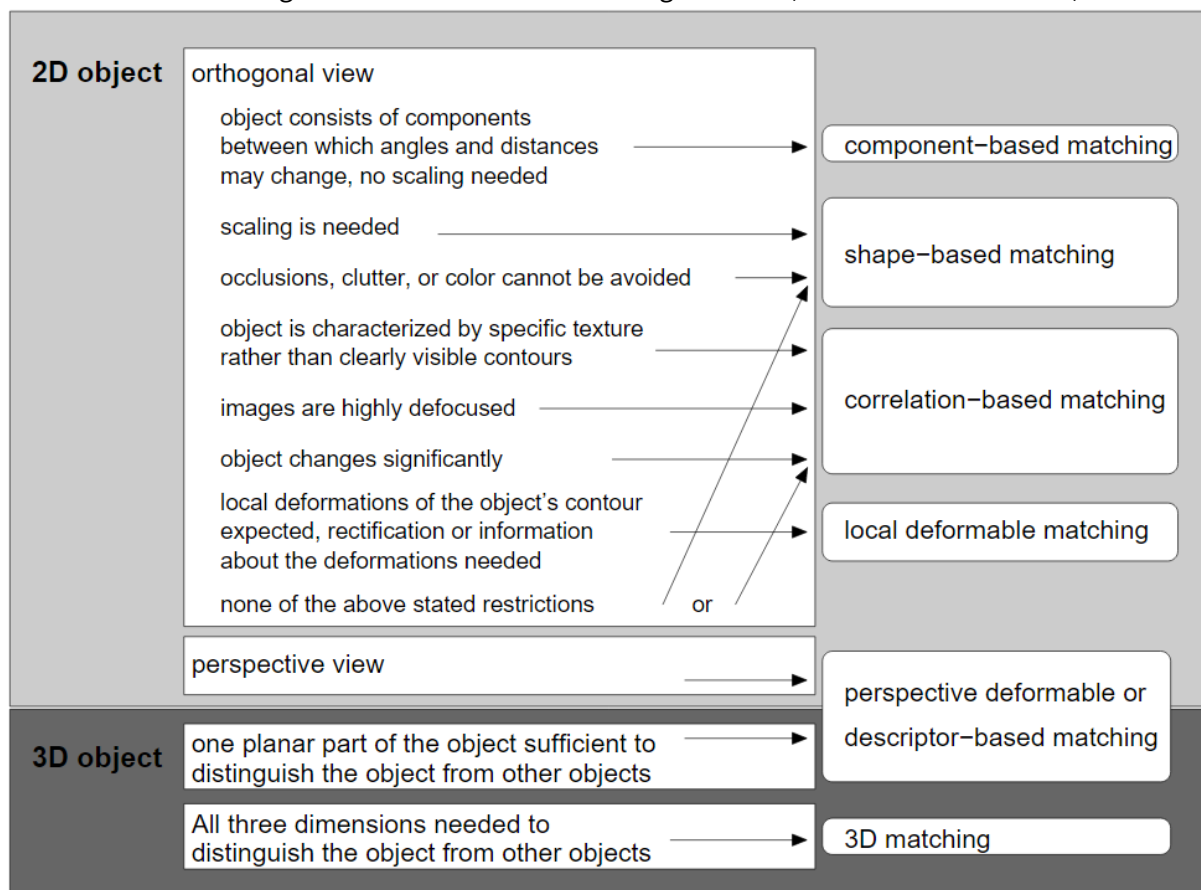 2D object
orthogonal view
object consists of components
between which angles and distances
may change, no scaling needed
component−based matching
scaling is needed
shape−based matching
occlusions, clutter, or color cannot be avoided
object is characterized by specific texture
rather than clearly visible contours
images are highly defocused
correlation−based matching
object changes significantly
local deformations of the object's contour
expected, rectification or information
about the deformations needed
local deformable matching
none of the above stated restrictions or
perspective view
perspective deformable or
descriptor−based matching
3D object
one planar part of the object sufficient to
distinguish the object from other objects
All three dimensions needed to
distinguish the object from other objects
3D matching